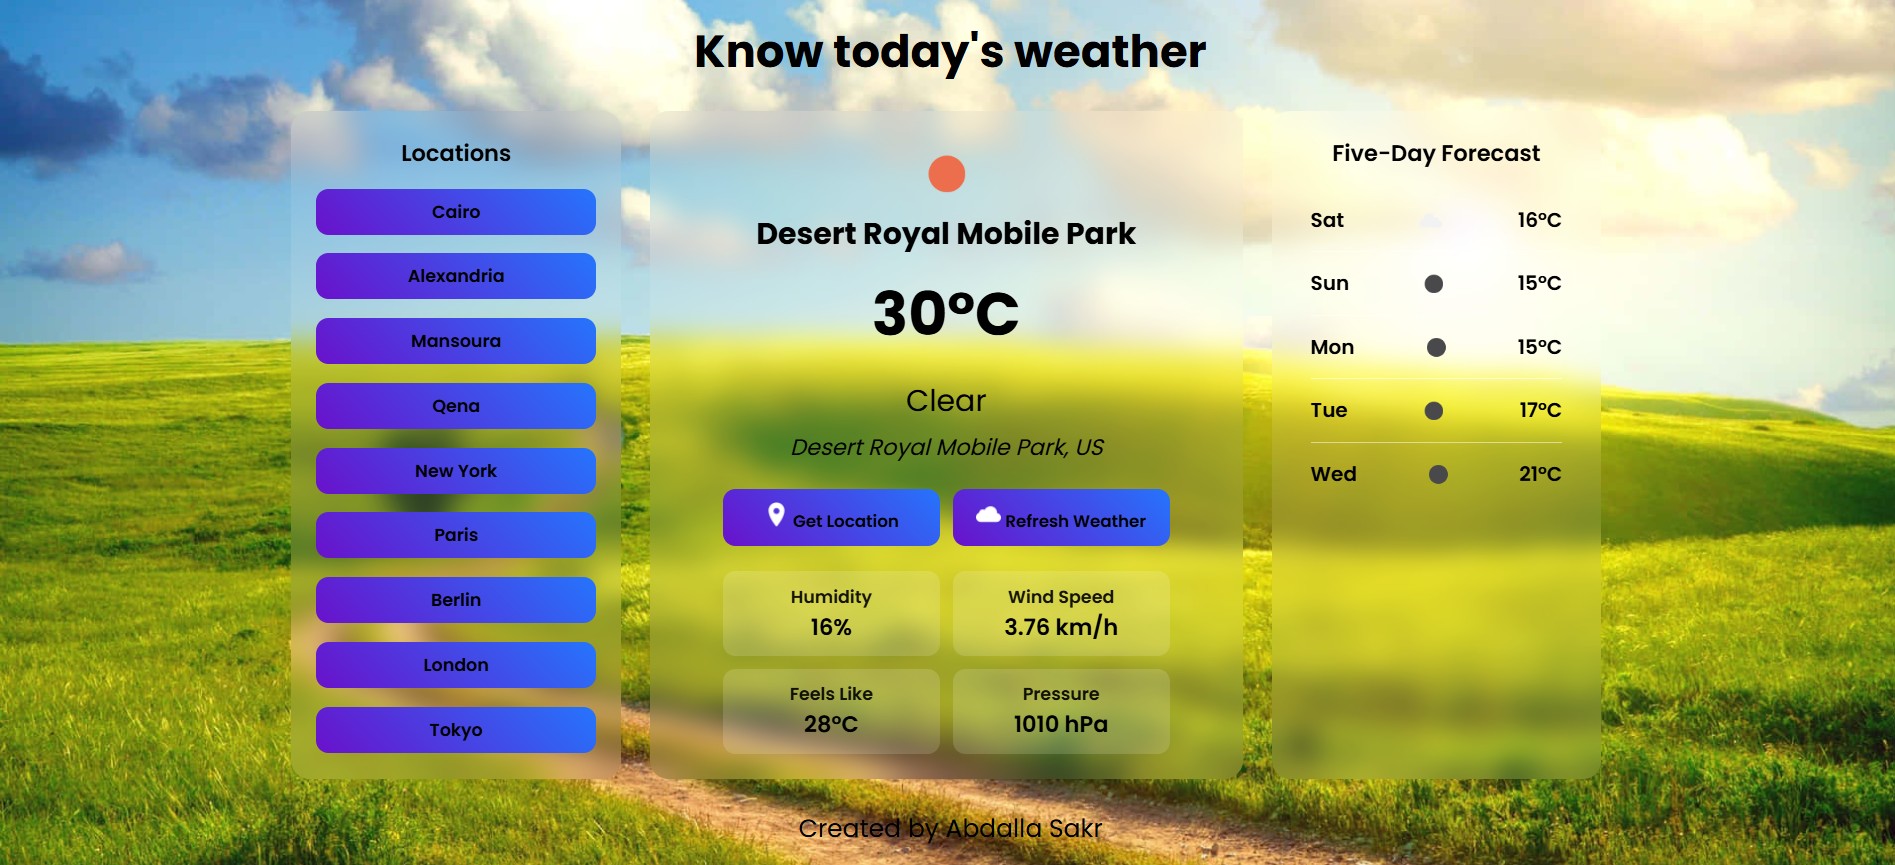 Know today's weather
Locations
Cairo
Alexandria
Mansoura
Qena
New York
Paris
Berlin
London
Tokyo
Desert Royal Mobile Park
30°C
Clear
Desert Royal Mobile Park, US
Get Location
Refresh Weather
Humidity
16%
Wind Speed
3.76 km/h
Feels Like
28°C
Pressure
1010 hPa
Five-Day Forecast
Sat 16°C
Sun 15°C
Mon 15°C
Tue 17°C
Wed 21°C
Created by Abdalla Sakr